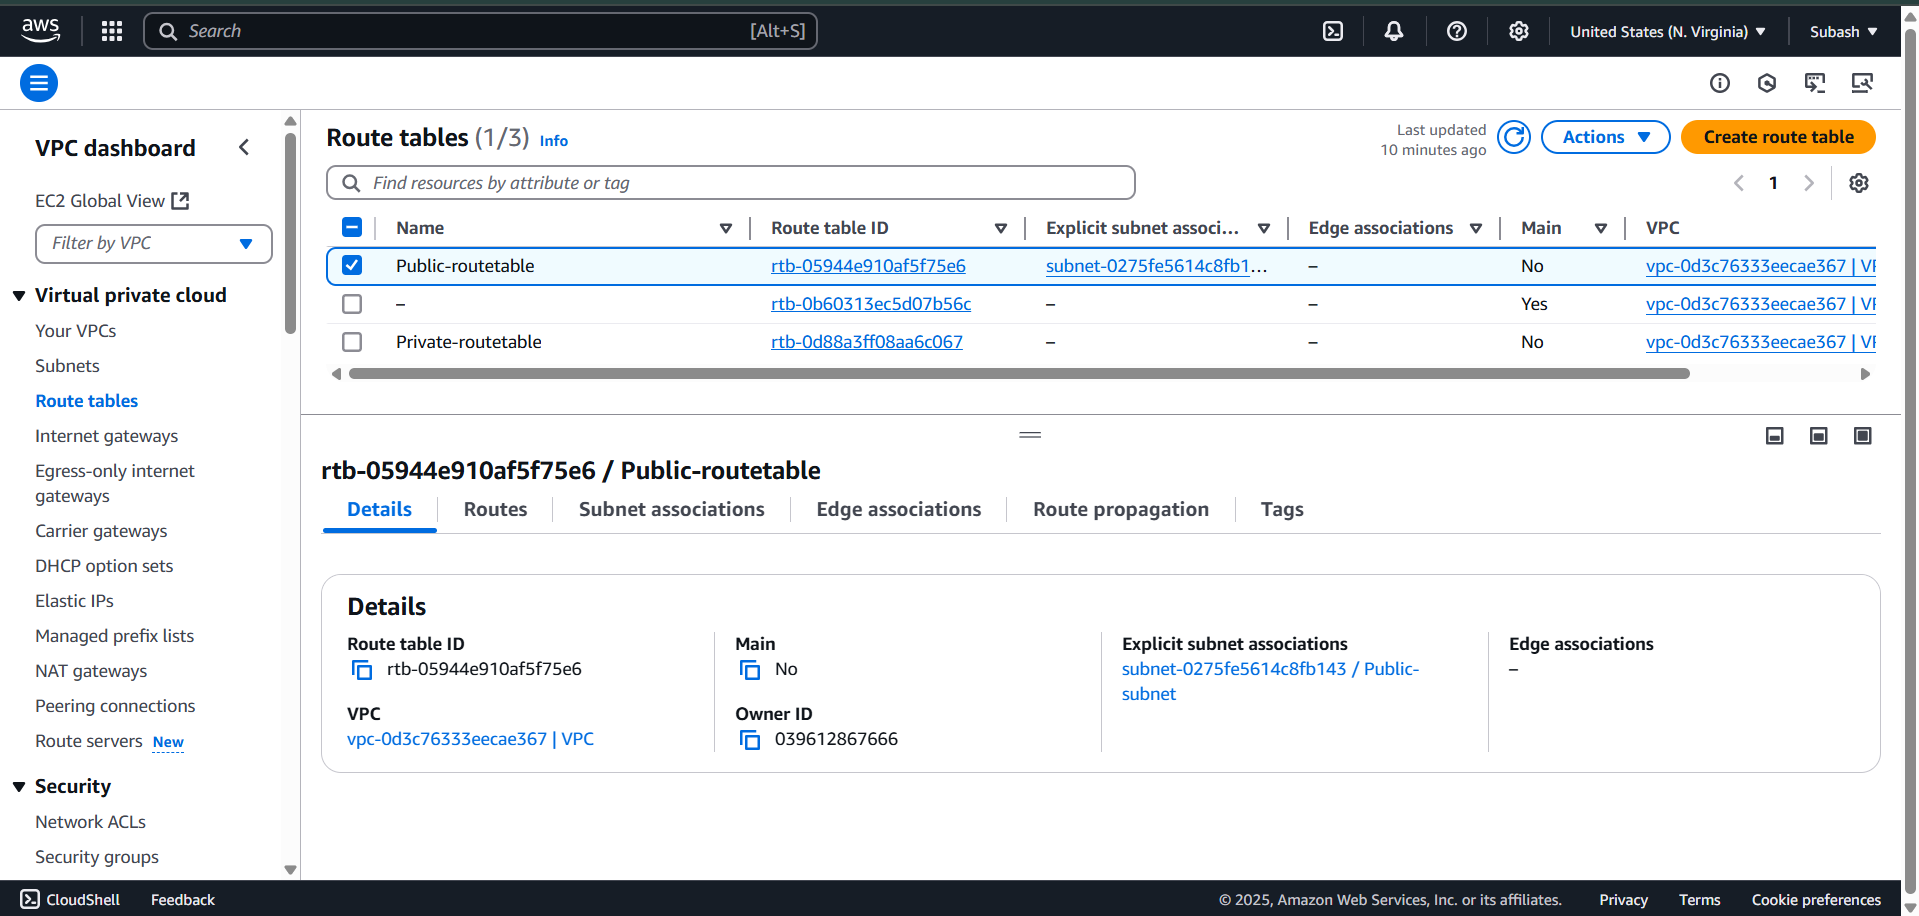 aws
Search
[Alt+S]
United States (N. Virginia)
Subash
VPC dashboard
EC2 Global View
Filter by VPC
Virtual private cloud
Your VPCs
Subnets
Route tables
Internet gateways
Egress-only internet
gateways
Carrier gateways
DHCP option sets
Elastic IPs
Managed prefix lists
NAT gateways
Peering connections
Route servers New
Security
Network ACLs
Security groups
Route tables (1/3) Info
Last updated
10 minutes ago
Actions
Create route table
Find resources by attribute or tag
1
Name Route table ID Explicit subnet associ... Edge associations Main VPC
Public-routetable rtb-05944e910af5f75e6 subnet-0275fe5614c8fb1... – No vpc-0d3c76333eecae367 | VP
– rtb-0b60313ec5d07b56c – – Yes vpc-0d3c76333eecae367 | VP
Private-routetable rtb-0d88a3ff08aa6c067 – – No vpc-0d3c76333eecae367 | VP
rtb-05944e910af5f75e6 / Public-routetable
Details Routes Subnet associations Edge associations Route propagation Tags
Details
Route table ID
rtb-05944e910af5f75e6
VPC
vpc-0d3c76333eecae367 | VPC
Main
No
Owner ID
039612867666
Explicit subnet associations
subnet-0275fe5614c8fb143 / Public-
subnet
Edge associations
–
CloudShell Feedback © 2025, Amazon Web Services, Inc. or its affiliates. Privacy Terms Cookie preferences